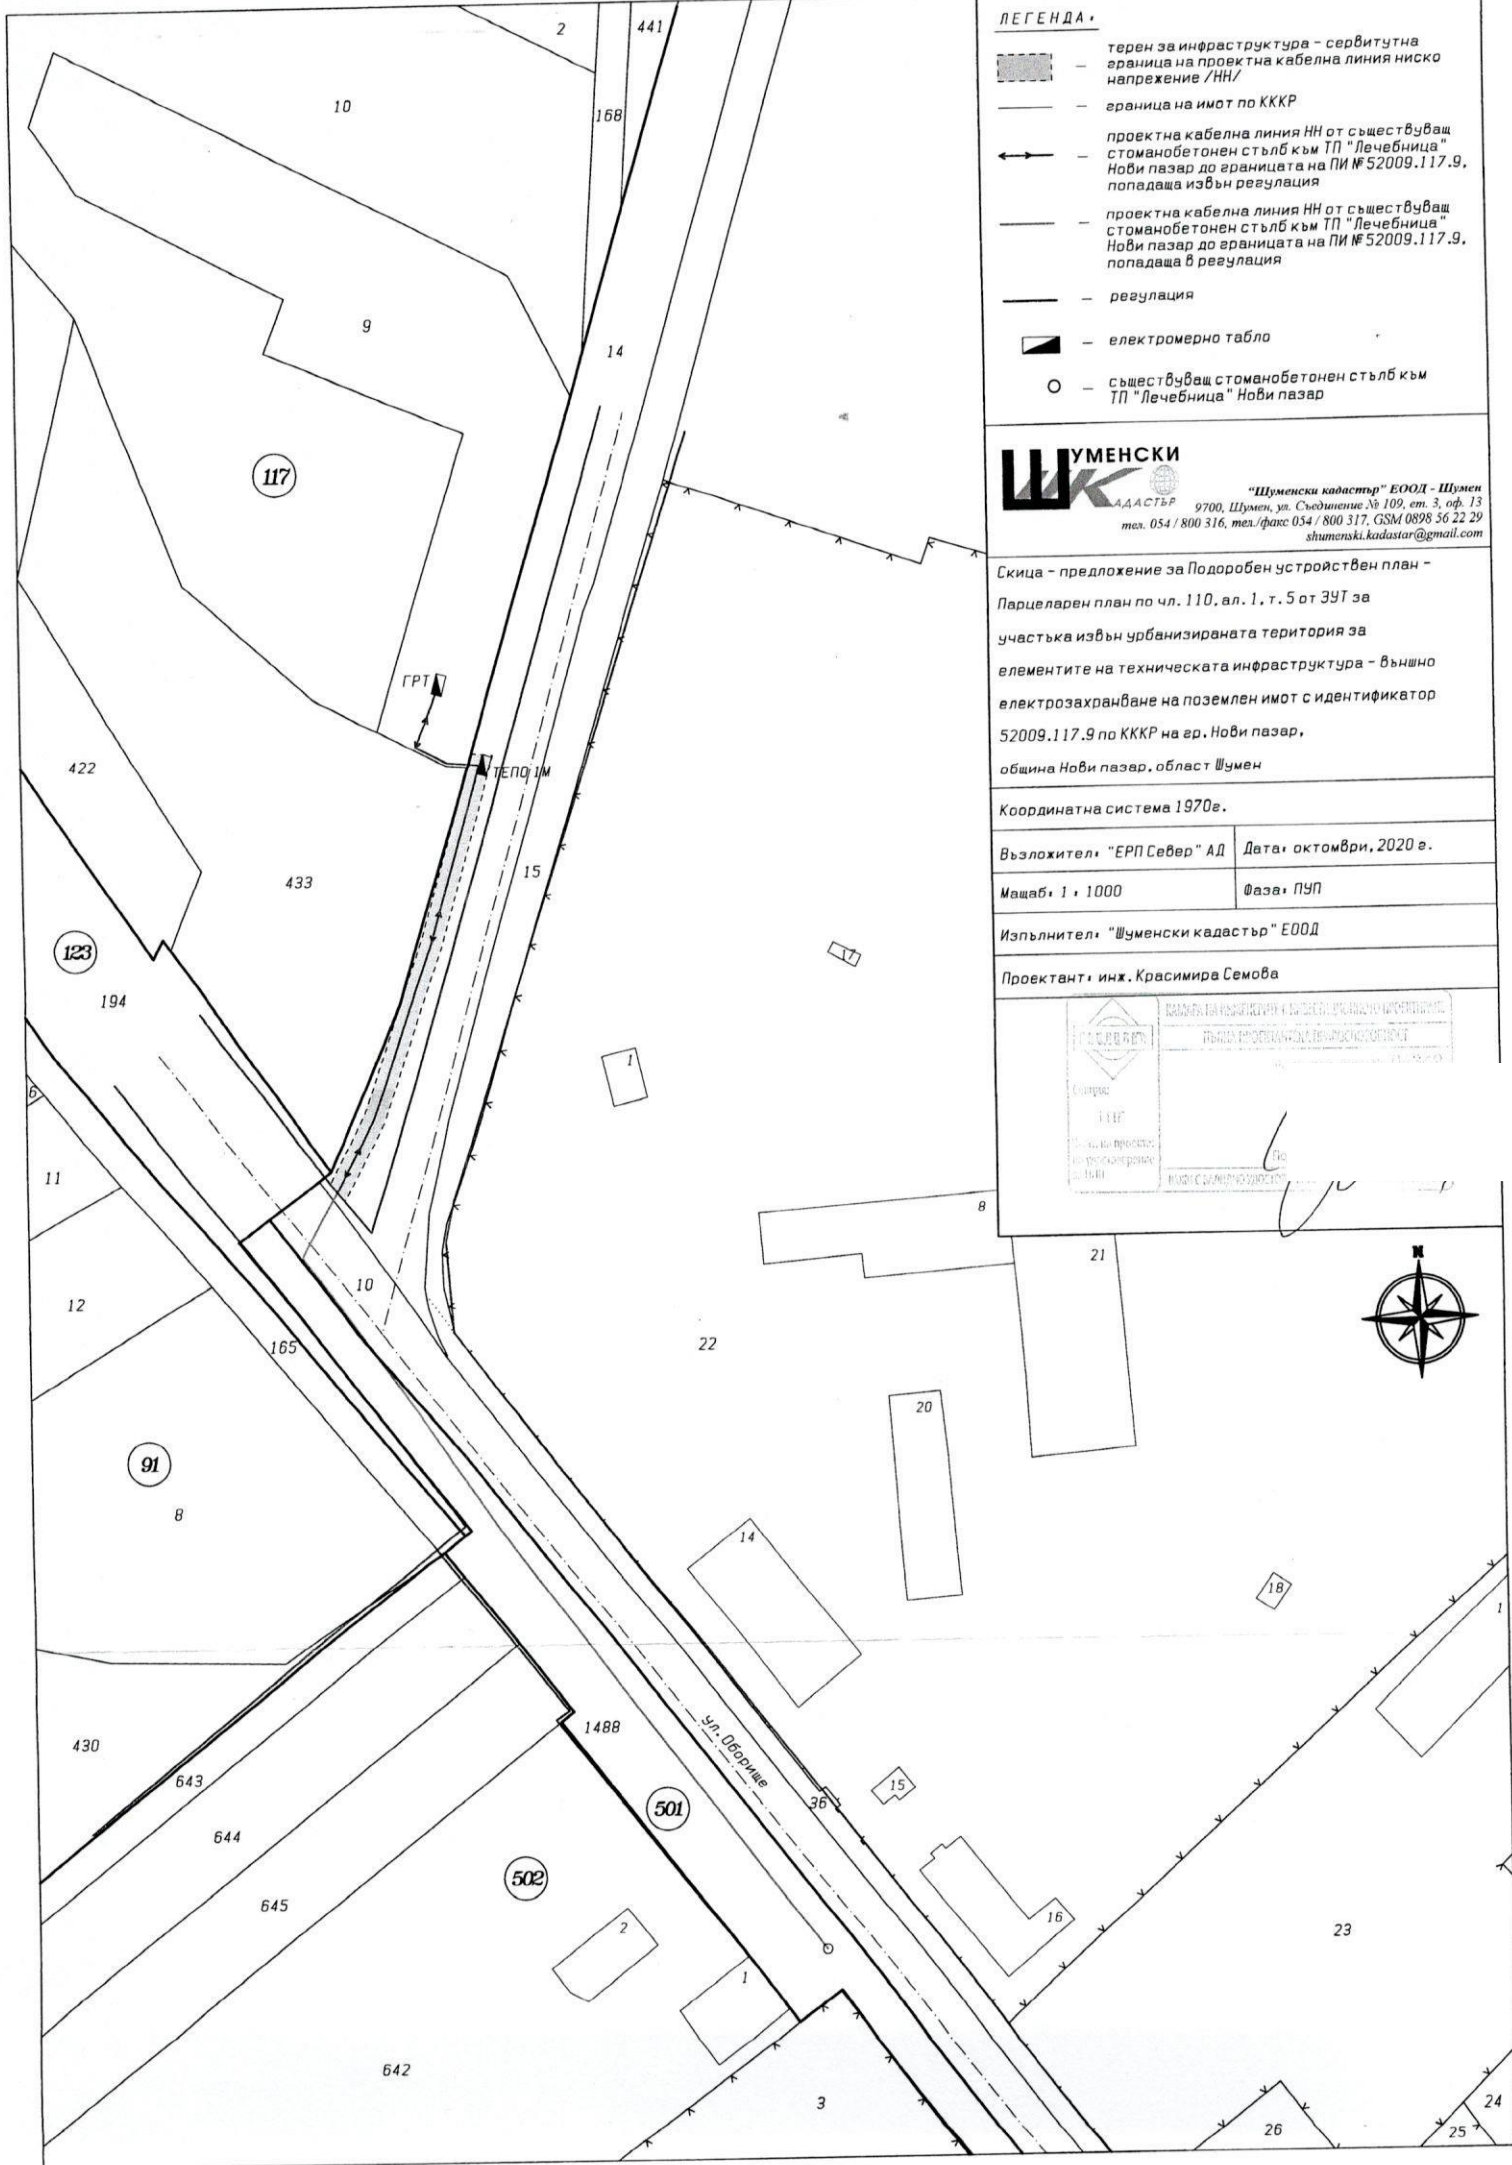 ЛЕГЕНДА:
терен за инфраструктура - сервитутна
граница на проектна кабелна линия ниско
напрежение /НН/
граница на имот по КККР
проектна кабелна линия НН от съществуващ
стоманобетонен стълб към ТП "Лечебница"
Нови пазар до границата на ПИ № 52009.117.9,
попадаща извън регулация
проектна кабелна линия НН от съществуващ
стоманобетонен стълб към ТП "Лечебница"
Нови пазар до границата на ПИ № 52009.117.9,
попадаща в регулация
регулация
електромерно табло
съществуващ стоманобетонен стълб към
ТП "Лечебница" Нови пазар
ШУМЕНСКИ
КАДАСТЪР
"Шуменски кадастър" ЕООД - Шумен
9700, Шумен, ул. Съединение № 109, ет. 3, оф. 13
тел. 054 / 800 316, тел./факс 054 / 800 317, GSM 0898 56 22 29
shumenski.kadastar@gmail.com
Скица - предложение за Подоробен устройствен план -
Парцеларен план по чл. 110, ал. 1, т. 5 от ЗУТ за
участъка извън урбанизираната територия за
елементите на техническата инфраструктура - външно
електрозахранване на поземлен имот с идентификатор
52009.117.9 по КККР на гр. Нови пазар,
община Нови пазар, област Шумен
Координатна система 1970г.
Възложител: "ЕРП Север" АД
Дата: октомври, 2020 г.
Мащаб: 1 : 1000
Фаза: ПУП
Изпълнител: "Шуменски кадастър" ЕООД
Проектант: инж. Красимира Семова
N
2
441
10
168
9
14
117
ГРТ
ТЕПО 1М
422
433
15
123
194
17
1
6
11
12
10
165
8
21
22
20
91
8
14
18
1
430
643
644
645
1488
ул. Оборище
501
502
36
15
16
23
2
1
642
3
26
25
24